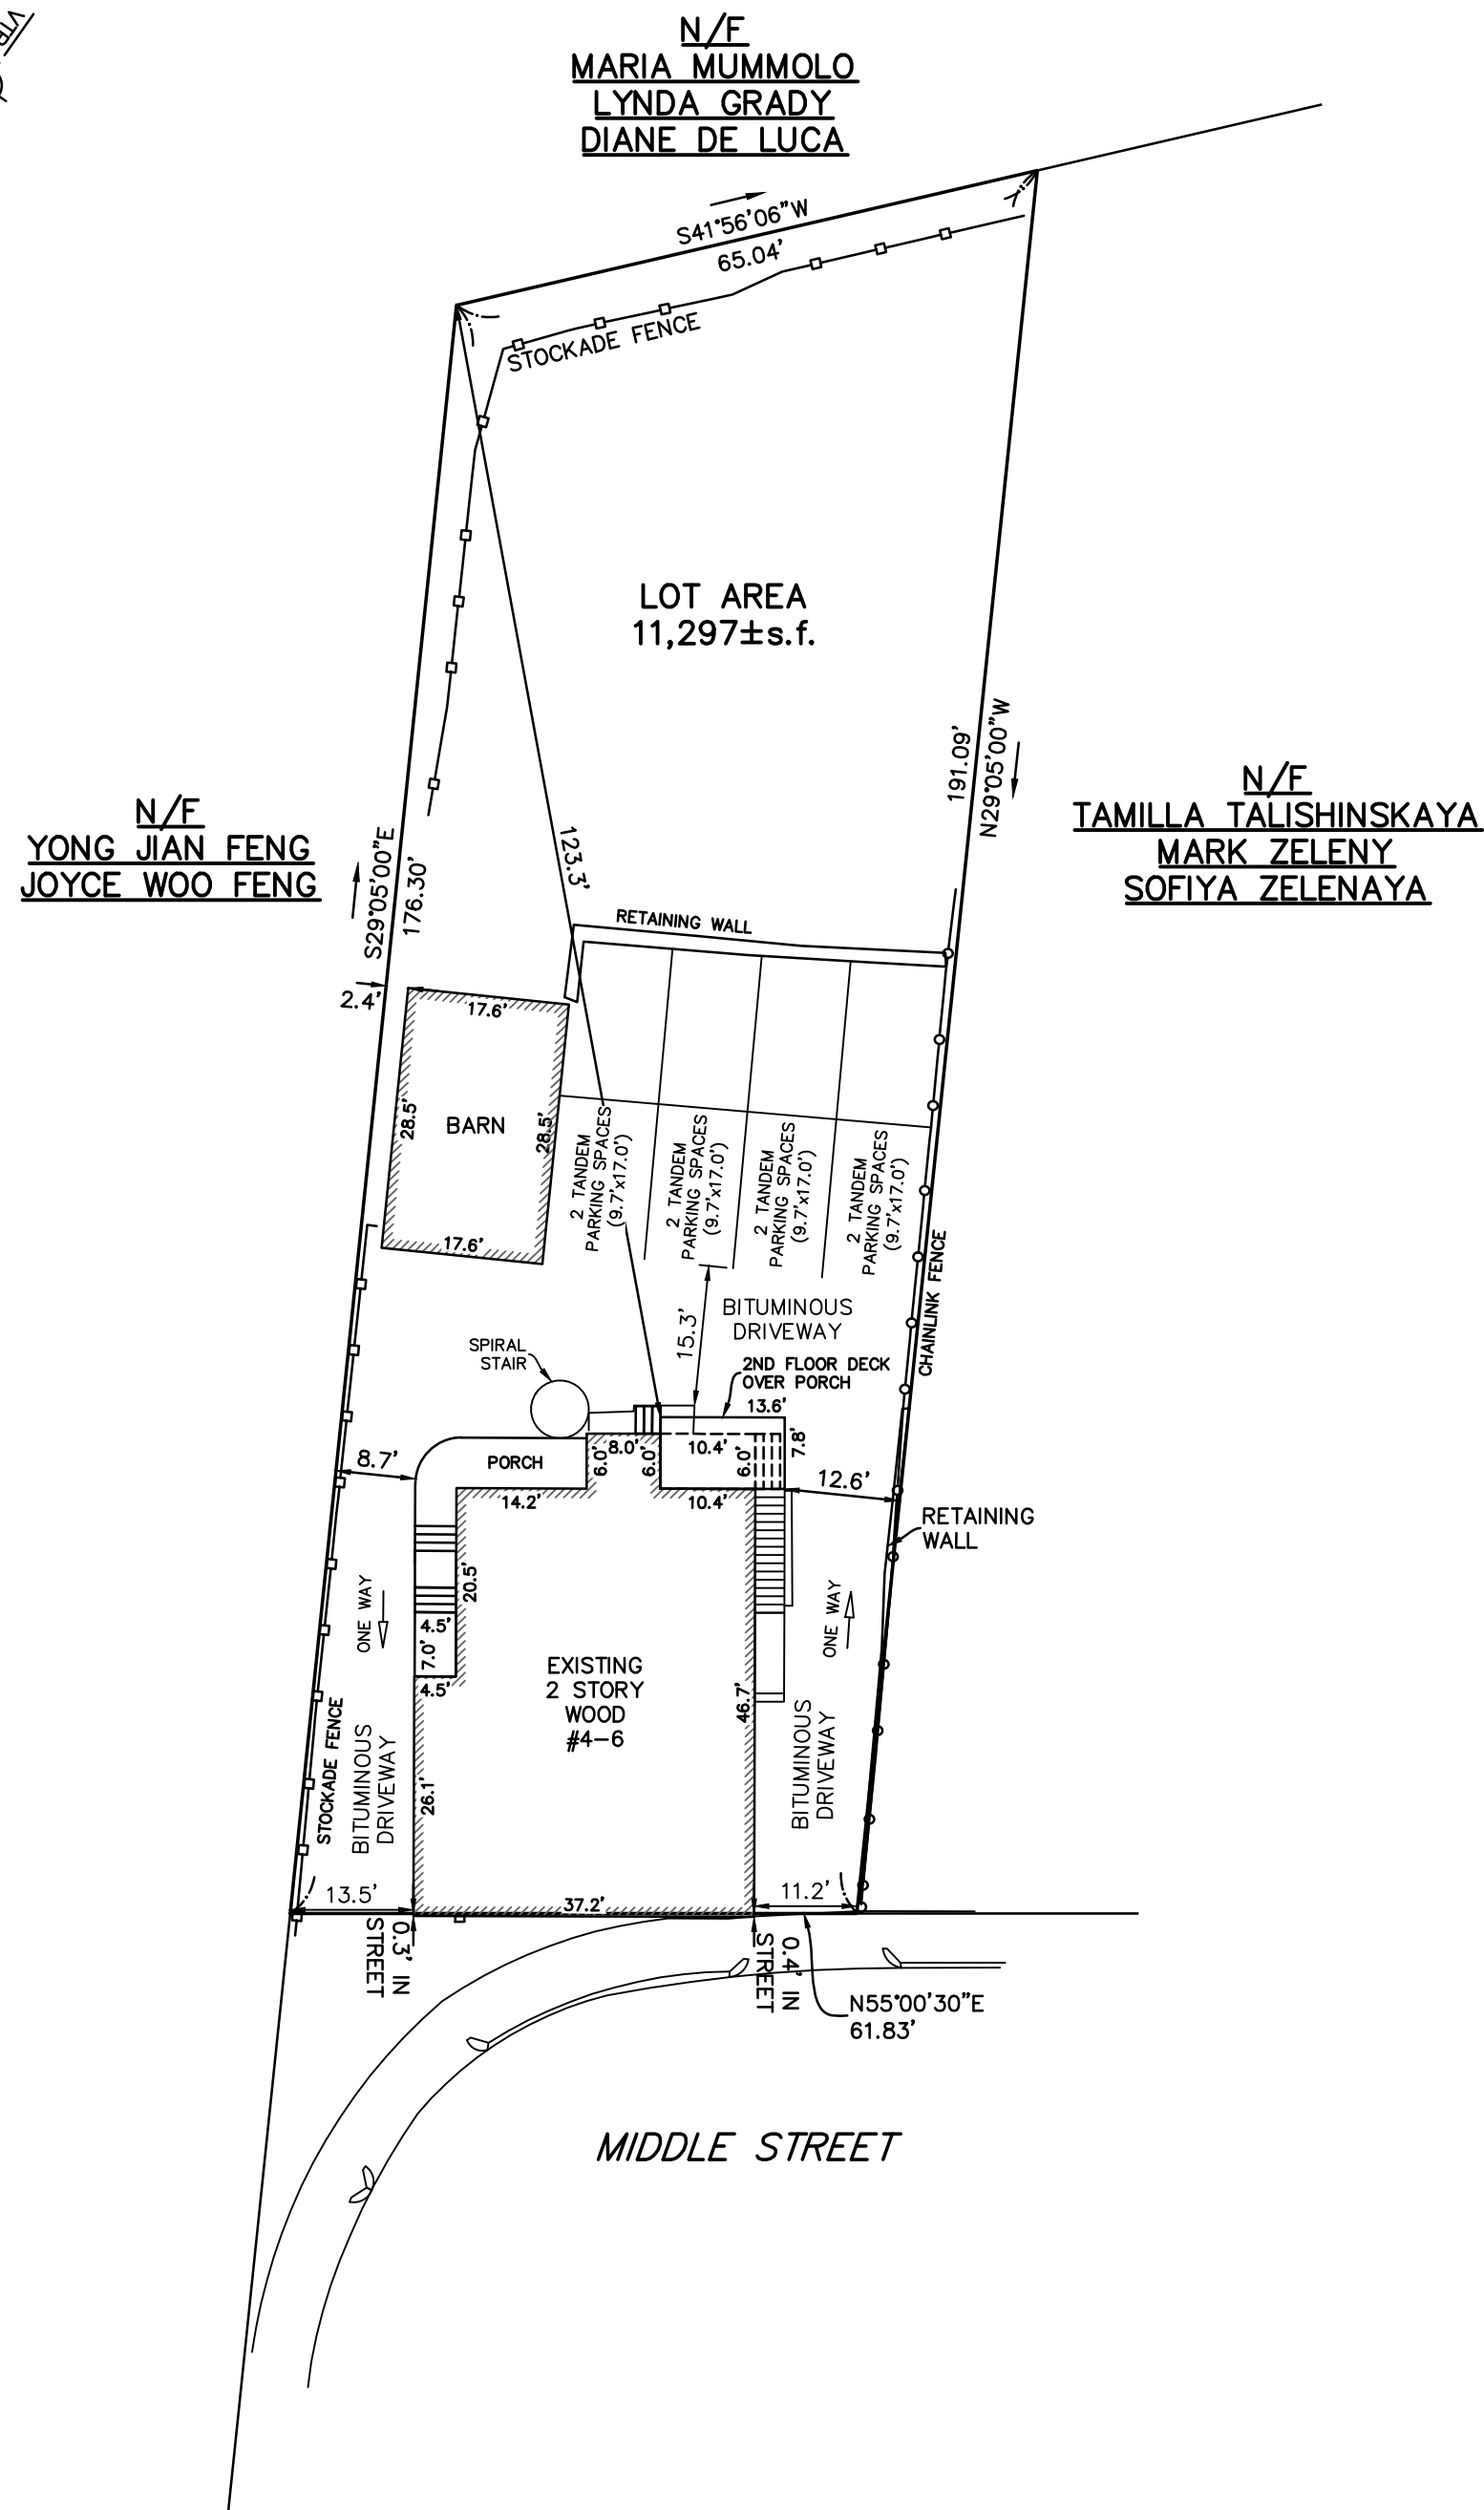 N/F
MARIA MUMMOLO
LYNDA GRADY
DIANE DE LUCA
S41°56'06"W
65.04'
STOCKADE FENCE
LOT AREA
11,297±s.f.
191.09'
N29°05'00"W
N/F
TAMILLA TALISHINSKAYA
MARK ZELENY
SOFIYA ZELENAYA
N/F
YONG JIAN FENG
JOYCE WOO FENG
S29°05'00"E
176.30'
123.3'
RETAINING WALL
2.4'
17.6'
28.5'
BARN
28.5'
17.6'
2 TANDEM
PARKING SPACES
(9.7'x17.0')
2 TANDEM
PARKING SPACES
(9.7'x17.0')
2 TANDEM
PARKING SPACES
(9.7'x17.0')
2 TANDEM
PARKING SPACES
(9.7'x17.0')
CHAINLINK FENCE
BITUMINOUS
DRIVEWAY
15.3'
SPIRAL
STAIR
2ND FLOOR DECK
OVER PORCH
13.6'
8.7'
PORCH
6.0'
8.0'
6.0'
10.4'
6.0'
7.8'
12.6'
14.2'
10.4'
RETAINING
WALL
ONE WAY
20.5'
4.5'
7.0'
4.5'
ONE WAY
EXISTING
2 STORY
WOOD
#4-6
46.7'
STOCKADE FENCE
BITUMINOUS
DRIVEWAY
26.1'
BITUMINOUS
DRIVEWAY
13.5'
37.2'
11.2'
0.3' IN
STREET
0.4' IN
STREET
N55°00'30"E
61.83'
MIDDLE STREET